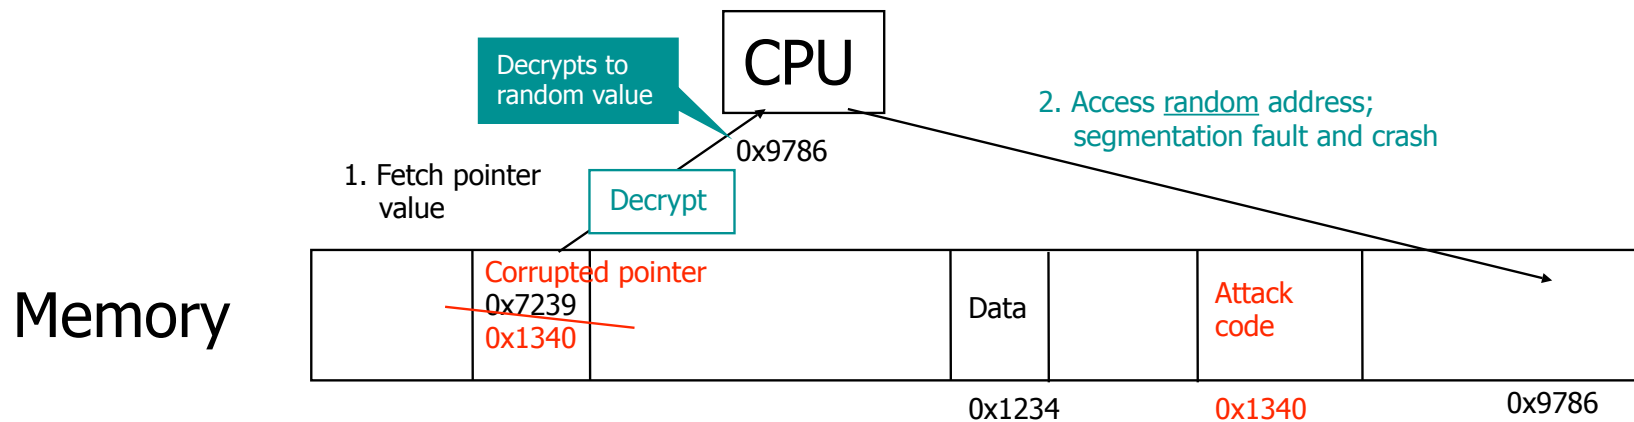 Decrypts to
random value
CPU
2. Access random address;
segmentation fault and crash
0x9786
1. Fetch pointer
value
Decrypt
Memory
Corrupted pointer
0x7239
0x1340
Data
Attack
code
0x1234
0x1340
0x9786